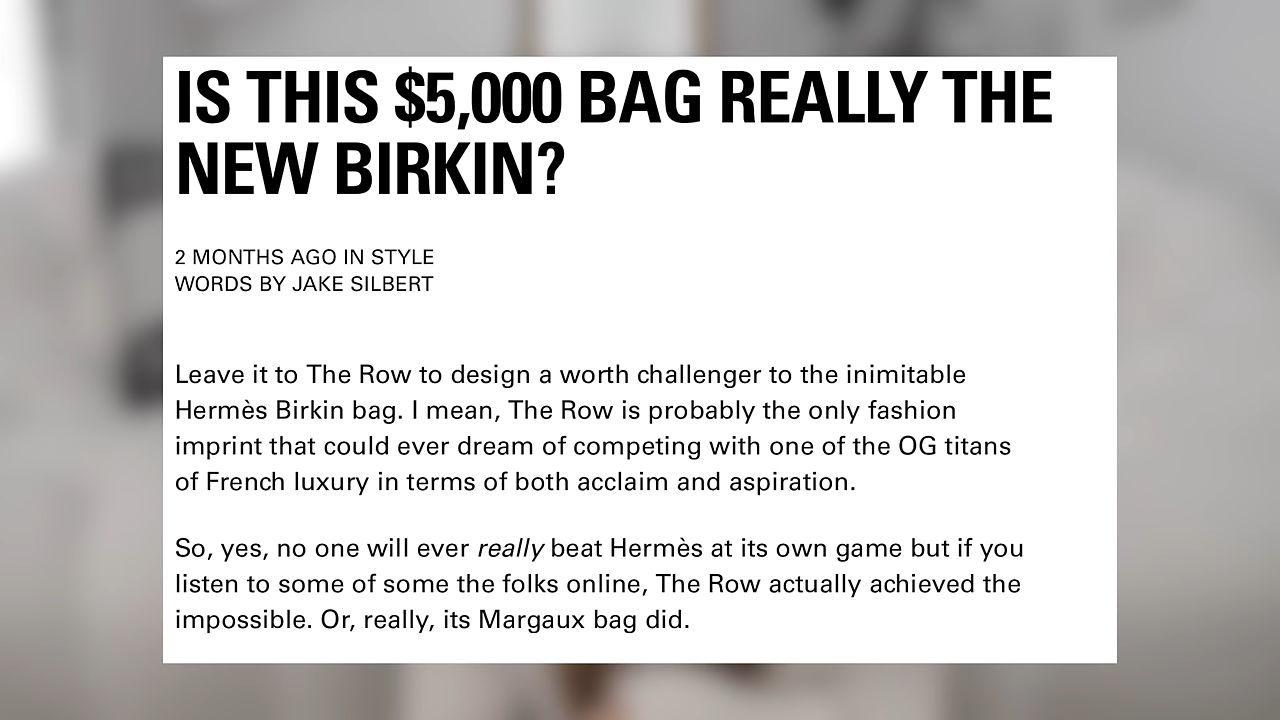 IS THIS $5,000 BAG REALLY THE
NEW BIRKIN?
2 MONTHS AGO IN STYLE
WORDS BY JAKE SILBERT
Leave it to The Row to design a worth challenger to the inimitable
Hermès Birkin bag. I mean, The Row is probably the only fashion
imprint that could ever dream of competing with one of the OG titans
of French luxury in terms of both acclaim and aspiration.
So, yes, no one will ever really beat Hermès at its own game but if you
listen to some of some the folks online, The Row actually achieved the
impossible. Or, really, its Margaux bag did.